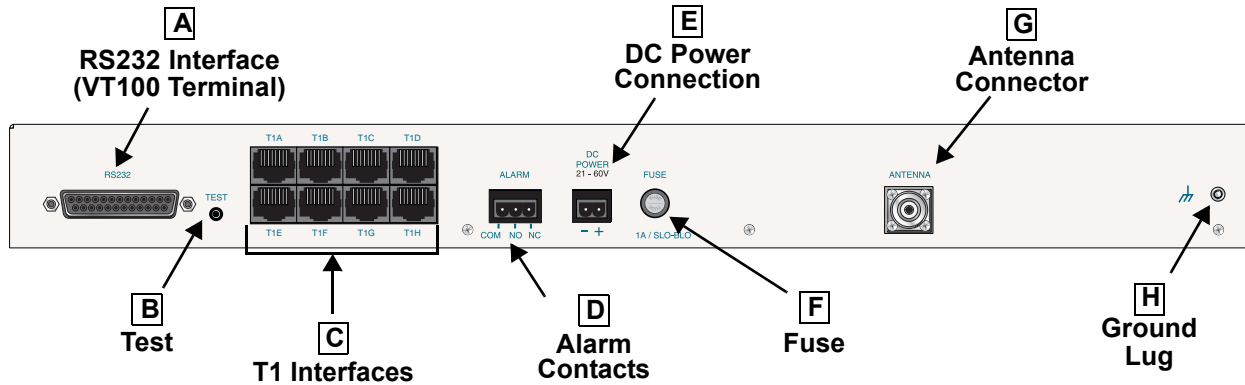 A
RS232 Interface
(VT100 Terminal)
E
DC Power
Connection
G
Antenna
Connector
T1A T1B T1C T1D
RS232
TEST
T1E T1F T1G T1H
ALARM
COM NO NC
DC
POWER
21 - 60V
- +
FUSE
1A / SLO-BLO
ANTENNA
B
Test
C
T1 Interfaces
D
Alarm
Contacts
F
Fuse
H
Ground
Lug